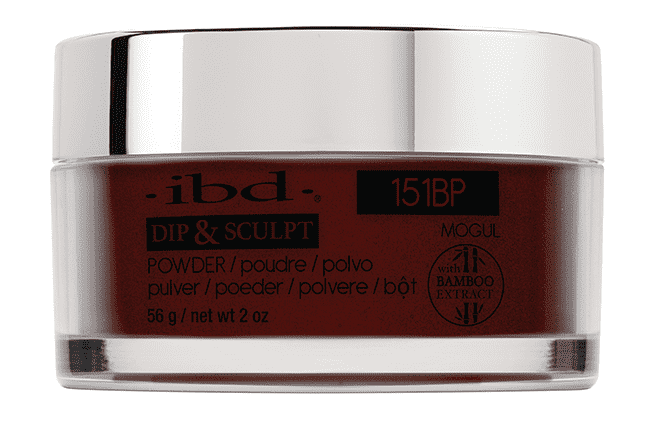 ·ibd·®
DIP & SCULPT
POWDER / poudre / polvo
pulver / poeder / polvere / bột
56 g / net wt 2 oz
151BP
MOGUL
with
BAMBOO
EXTRACT